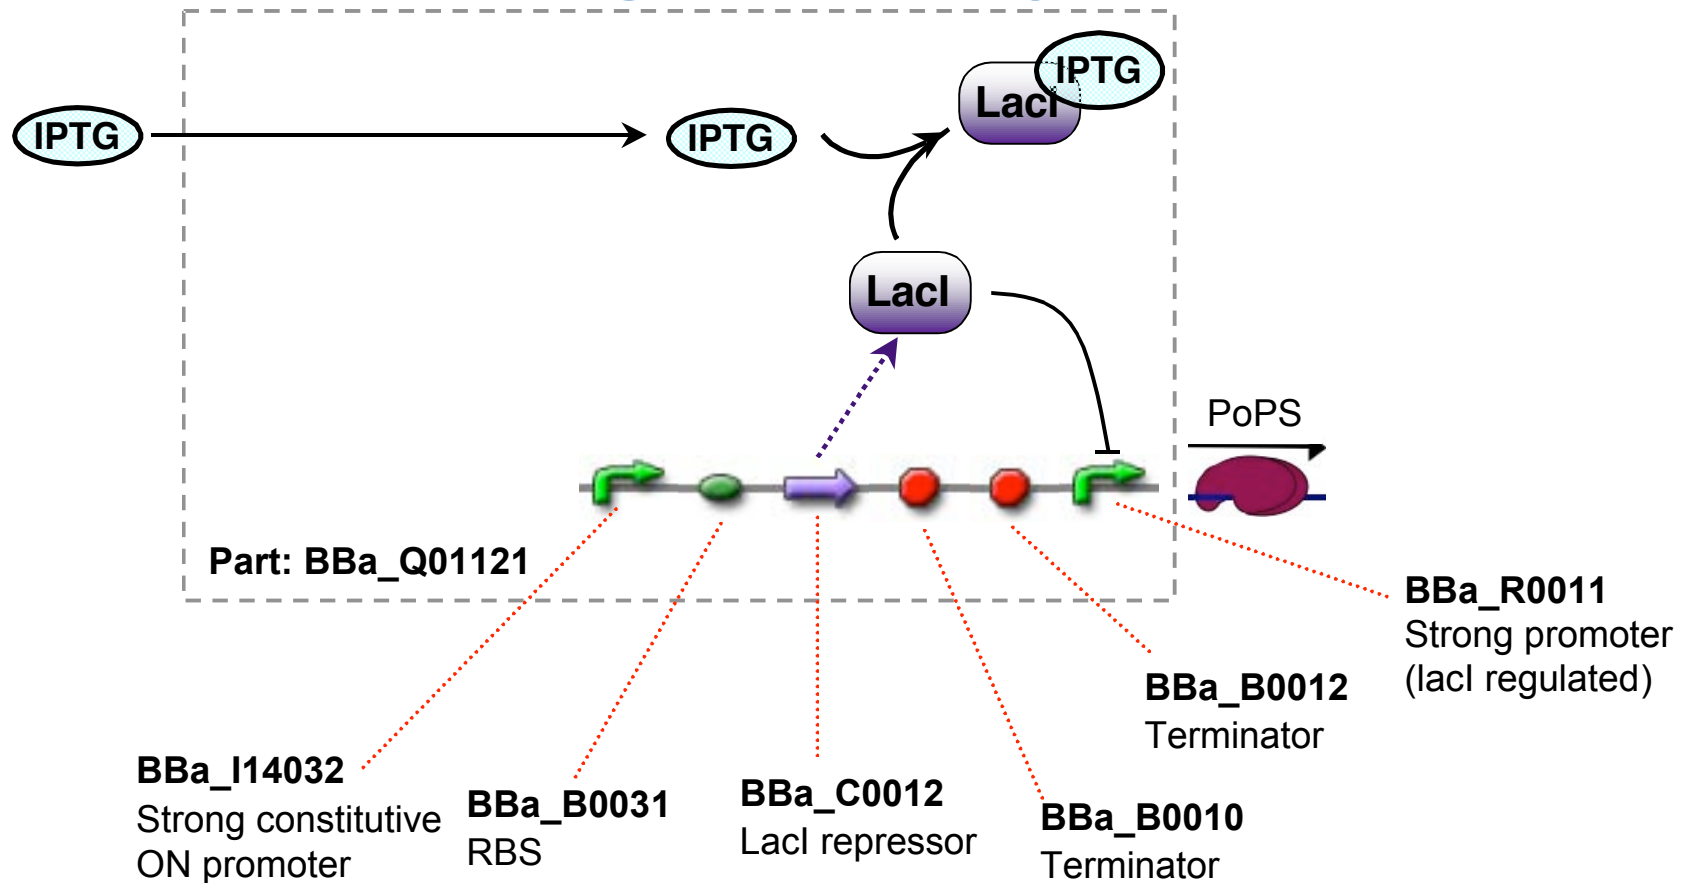 IPTG
IPTG
LacI
IPTG
LacI
PoPS
Part: BBa_Q01121
BBa_R0011
Strong promoter
(lacI regulated)
BBa_B0012
Terminator
BBa_I14032
Strong constitutive
ON promoter
BBa_B0031
RBS
BBa_C0012
LacI repressor
BBa_B0010
Terminator